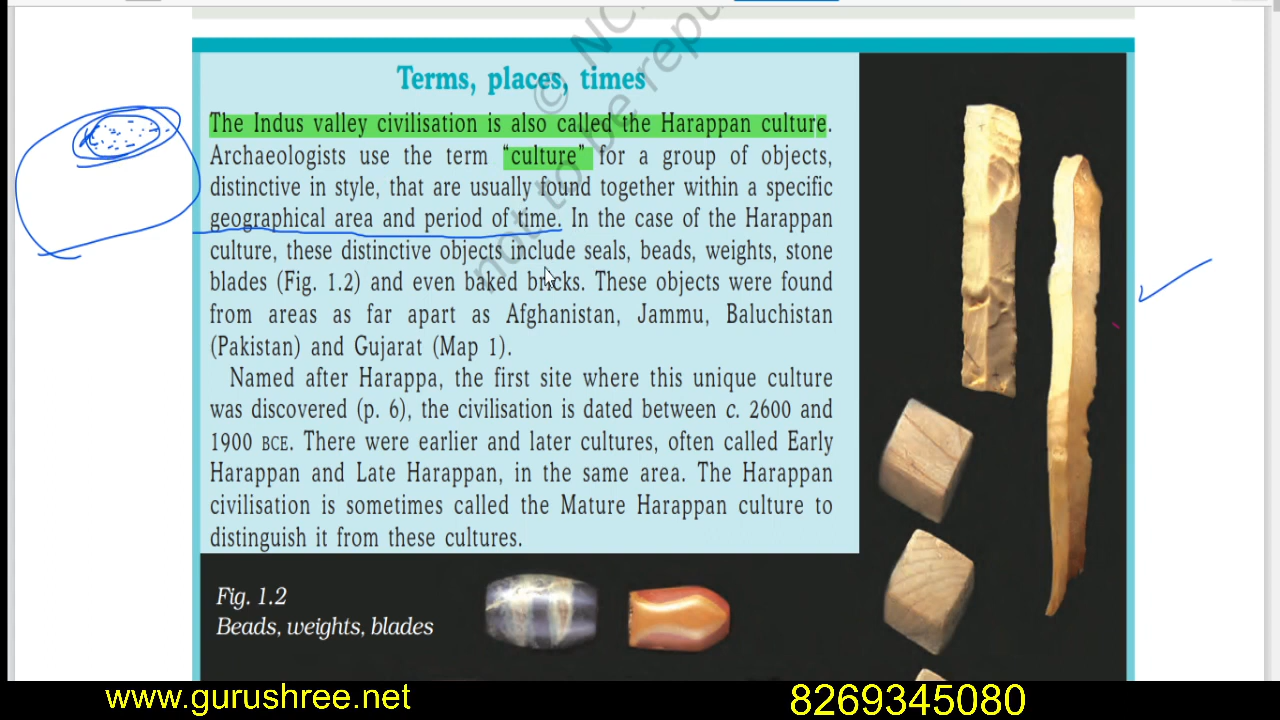 © NC
not to be repu
Terms, places, times
The Indus valley civilisation is also called the Harappan culture.
Archaeologists use the term “culture” for a group of objects,
distinctive in style, that are usually found together within a specific
geographical area and period of time. In the case of the Harappan
culture, these distinctive objects include seals, beads, weights, stone
blades (Fig. 1.2) and even baked bricks. These objects were found
from areas as far apart as Afghanistan, Jammu, Baluchistan
(Pakistan) and Gujarat (Map 1).
Named after Harappa, the first site where this unique culture
was discovered (p. 6), the civilisation is dated between c. 2600 and
1900 BCE. There were earlier and later cultures, often called Early
Harappan and Late Harappan, in the same area. The Harappan
civilisation is sometimes called the Mature Harappan culture to
distinguish it from these cultures.
Fig. 1.2
Beads, weights, blades
www.gurushree.net
8269345080